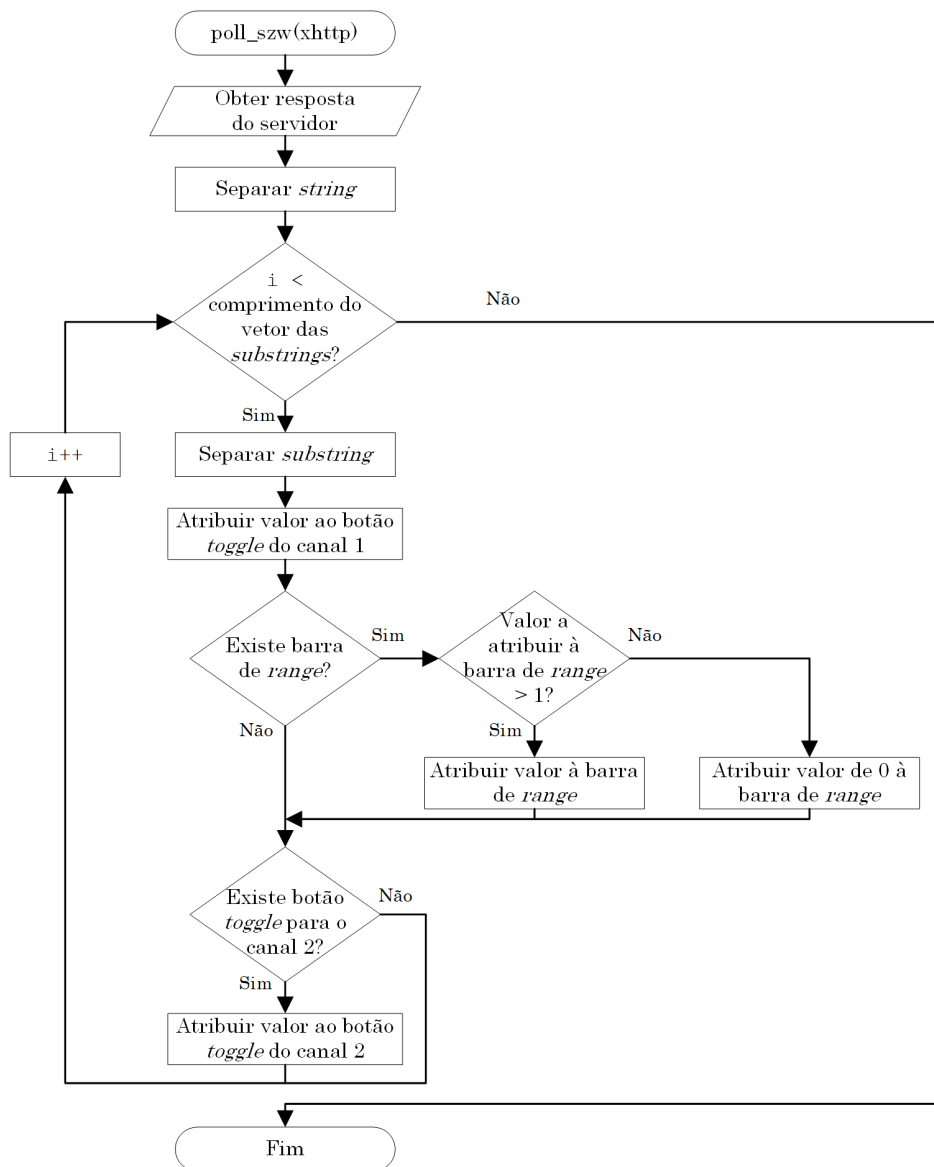 poll_szw(xhttp)
Obter resposta
do servidor
Separar string
i <
comprimento do
vetor das
substrings?
Não
Sim
i++
Separar substring
Atribuir valor ao botão
toggle do canal 1
Existe barra
de range?
Sim
Valor a
atribuir à
barra de range
> 1?
Não
Não
Sim
Atribuir valor à barra
de range
Atribuir valor de 0 à
barra de range
Existe botão
toggle para o
canal 2?
Não
Sim
Atribuir valor ao botão
toggle do canal 2
Fim